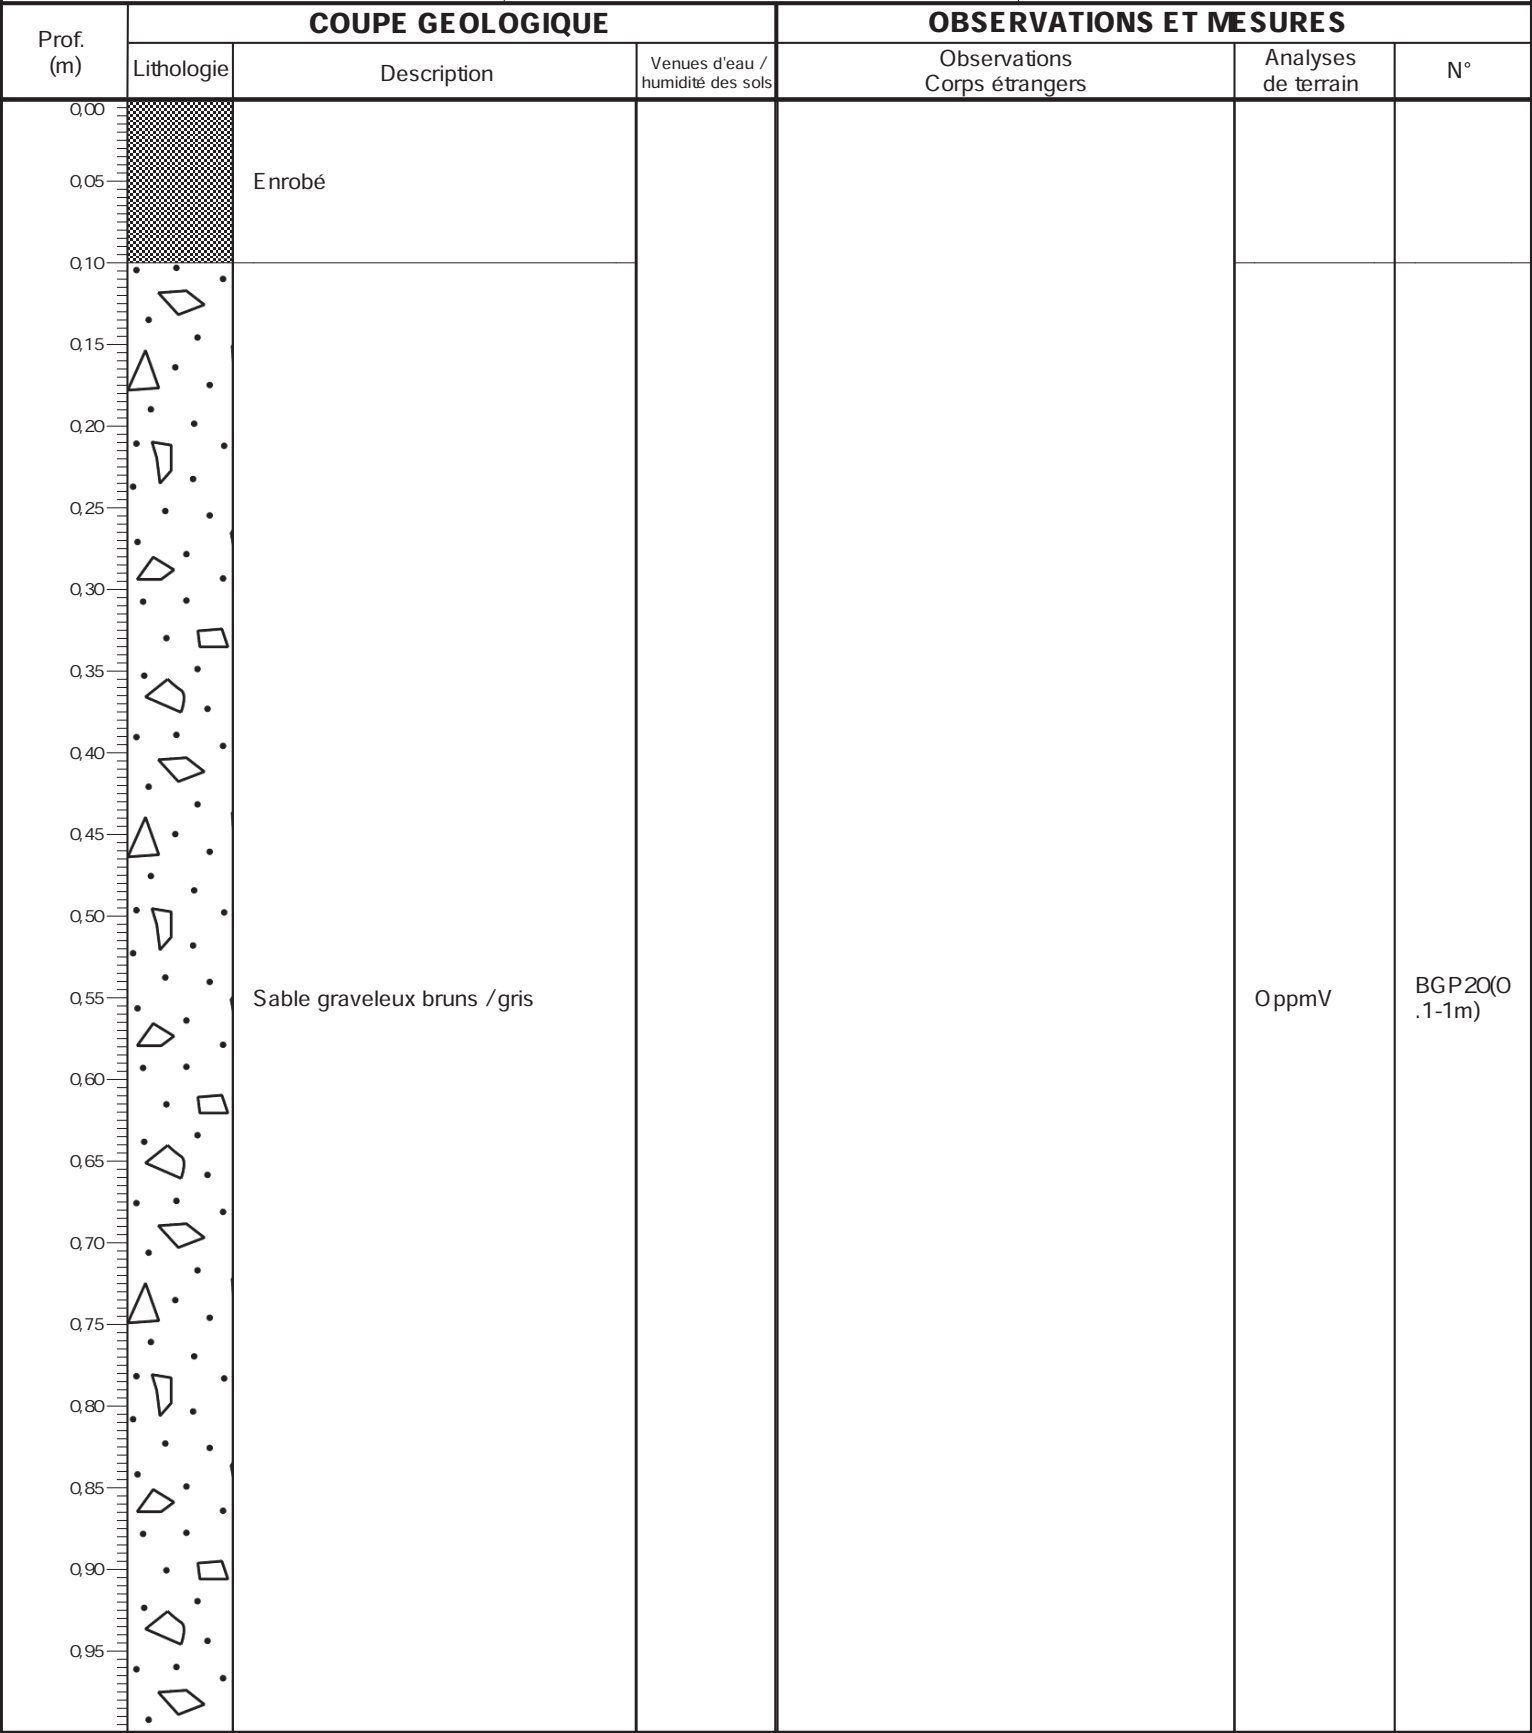 COUPE GEOLOGIQUE
OBSERVATIONS ET MESURES
Prof.
(m)
Lithologie
Description
Venues d'eau /
humidité des sols
Observations
Corps étrangers
Analyses
de terrain
N°
0,00
0,05
Enrobé
0,10
0,15
0,20
0,25
0,30
0,35
0,40
0,45
0,50
0,55
Sable graveleux bruns /gris
0ppmV
BGP20(0
.1-1m)
0,60
0,65
0,70
0,75
0,80
0,85
0,90
0,95